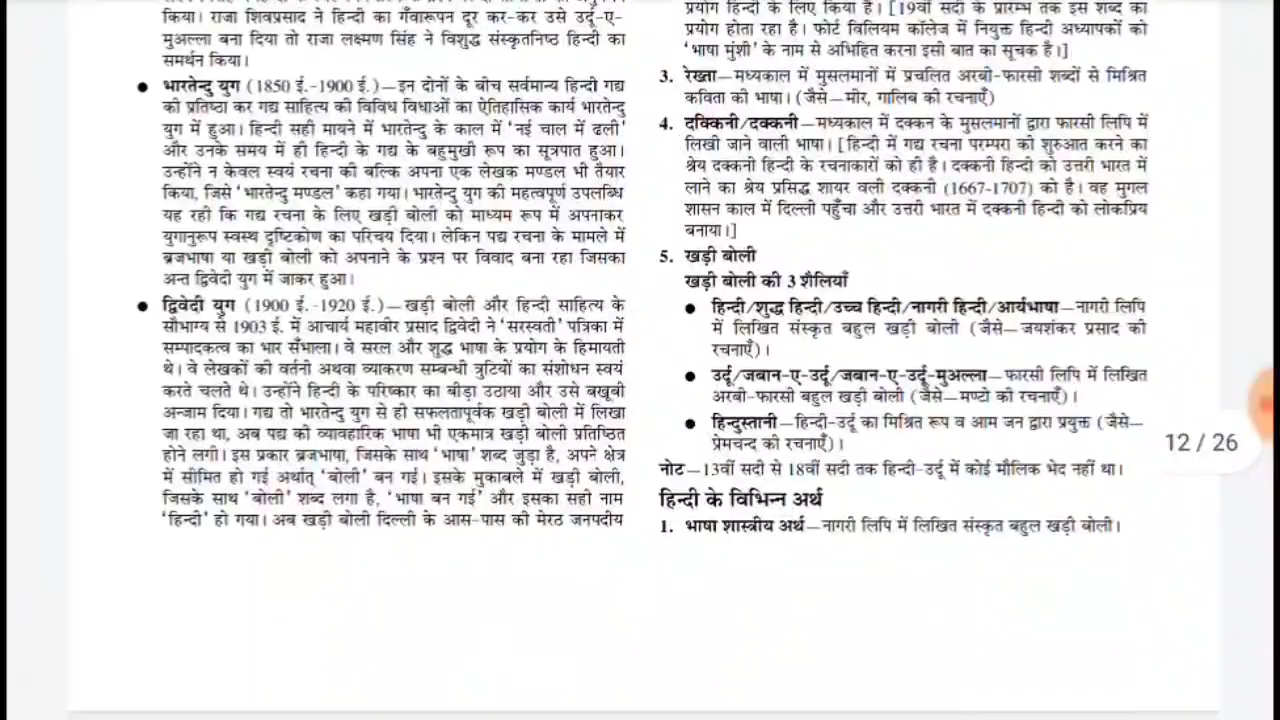 किया। राजा शिवप्रसाद ने हिन्दी का गँवारूपन दूर कर-कर उसे उर्दू-ए-
मुअल्ला बना दिया तो राजा लक्ष्मण सिंह ने विशुद्ध संस्कृतनिष्ठ हिन्दी का
समर्थन किया।
● भारतेन्दु युग (1850 ई.-1900 ई.)—इन दोनों के बीच सर्वमान्य हिन्दी गद्य
की प्रतिष्ठा कर गद्य साहित्य की विविध विधाओं का ऐतिहासिक कार्य भारतेन्दु
युग में हुआ। हिन्दी सही मायने में भारतेन्दु के काल में 'नई चाल में ढली'
और उनके समय में ही हिन्दी के गद्य के बहुमुखी रूप का सूत्रपात हुआ।
उन्होंने न केवल स्वयं रचना की बल्कि अपना एक लेखक मण्डल भी तैयार
किया, जिसे 'भारतेन्दु मण्डल' कहा गया। भारतेन्दु युग की महत्वपूर्ण उपलब्धि
यह रही कि गद्य रचना के लिए खड़ी बोली को माध्यम रूप में अपनाकर
युगानुरूप स्वस्थ दृष्टिकोण का परिचय दिया। लेकिन पद्य रचना के मामले में
ब्रजभाषा या खड़ी बोली को अपनाने के प्रश्न पर विवाद बना रहा जिसका
अन्त द्विवेदी युग में जाकर हुआ।
● द्विवेदी युग (1900 ई.-1920 ई.)—खड़ी बोली और हिन्दी साहित्य के
सौभाग्य से 1903 ई. में आचार्य महावीर प्रसाद द्विवेदी ने 'सरस्वती' पत्रिका में
सम्पादकत्व का भार सँभाला। वे सरल और शुद्ध भाषा के प्रयोग के हिमायती
थे। वे लेखकों की वर्तनी अथवा व्याकरण सम्बन्धी त्रुटियों का संशोधन स्वयं
करते चलते थे। उन्होंने हिन्दी के परिष्कार का बीड़ा उठाया और उसे बखूबी
अन्जाम दिया। गद्य तो भारतेन्दु युग से ही सफलतापूर्वक खड़ी बोली में लिखा
जा रहा था, अब पद्य की व्यावहारिक भाषा भी एकमात्र खड़ी बोली प्रतिष्ठित
होने लगी। इस प्रकार ब्रजभाषा, जिसके साथ 'भाषा' शब्द जुड़ा है, अपने क्षेत्र
में सीमित हो गई अर्थात् 'बोली' बन गई। इसके मुकाबले में खड़ी बोली,
जिसके साथ 'बोली' शब्द लगा है, 'भाषा बन गई' और इसका सही नाम
'हिन्दी' हो गया। अब खड़ी बोली दिल्ली के आस-पास की मेरठ जनपदीय
प्रयोग हिन्दी के लिए किया है। [19वीं सदी के प्रारम्भ तक इस शब्द का
प्रयोग होता रहा है। फोर्ट विलियम कॉलेज में नियुक्त हिन्दी अध्यापकों को
'भाषा मुंशी' के नाम से अभिहित करना इसी बात का सूचक है।]
3. रेख्ता—मध्यकाल में मुसलमानों में प्रचलित अरबी-फारसी शब्दों से मिश्रित
कविता की भाषा। (जैसे—मीर, गालिब की रचनाएँ)
4. दक्किनी/दक्कनी—मध्यकाल में दक्कन के मुसलमानों द्वारा फारसी लिपि में
लिखी जाने वाली भाषा। [हिन्दी में गद्य रचना परम्परा की शुरुआत करने का
श्रेय दक्कनी हिन्दी के रचनाकारों को ही है। दक्कनी हिन्दी को उत्तरी भारत में
लाने का श्रेय प्रसिद्ध शायर वली दक्कनी (1667-1707) को है। वह मुगल
शासन काल में दिल्ली पहुँचा और उत्तरी भारत में दक्कनी हिन्दी को लोकप्रिय
बनाया।]
5. खड़ी बोली
खड़ी बोली की 3 शैलियाँ
● हिन्दी/शुद्ध हिन्दी/उच्च हिन्दी/नागरी हिन्दी/आर्यभाषा—नागरी लिपि
में लिखित संस्कृत बहुल खड़ी बोली (जैसे—जयशंकर प्रसाद की
रचनाएँ)।
● उर्दू/जबान-ए-उर्दू/जबान-ए-उर्दू-मुअल्ला—फारसी लिपि में लिखित
अरबी-फारसी बहुल खड़ी बोली (जैसे—मण्टो की रचनाएँ)।
● हिन्दुस्तानी—हिन्दी-उर्दू का मिश्रित रूप व आम जन द्वारा प्रयुक्त (जैसे—
प्रेमचन्द की रचनाएँ)।
नोट—13वीं सदी से 18वीं सदी तक हिन्दी-उर्दू में कोई मौलिक भेद नहीं था।
हिन्दी के विभिन्न अर्थ
1. भाषा शास्त्रीय अर्थ—नागरी लिपि में लिखित संस्कृत बहुल खड़ी बोली।
12 / 26